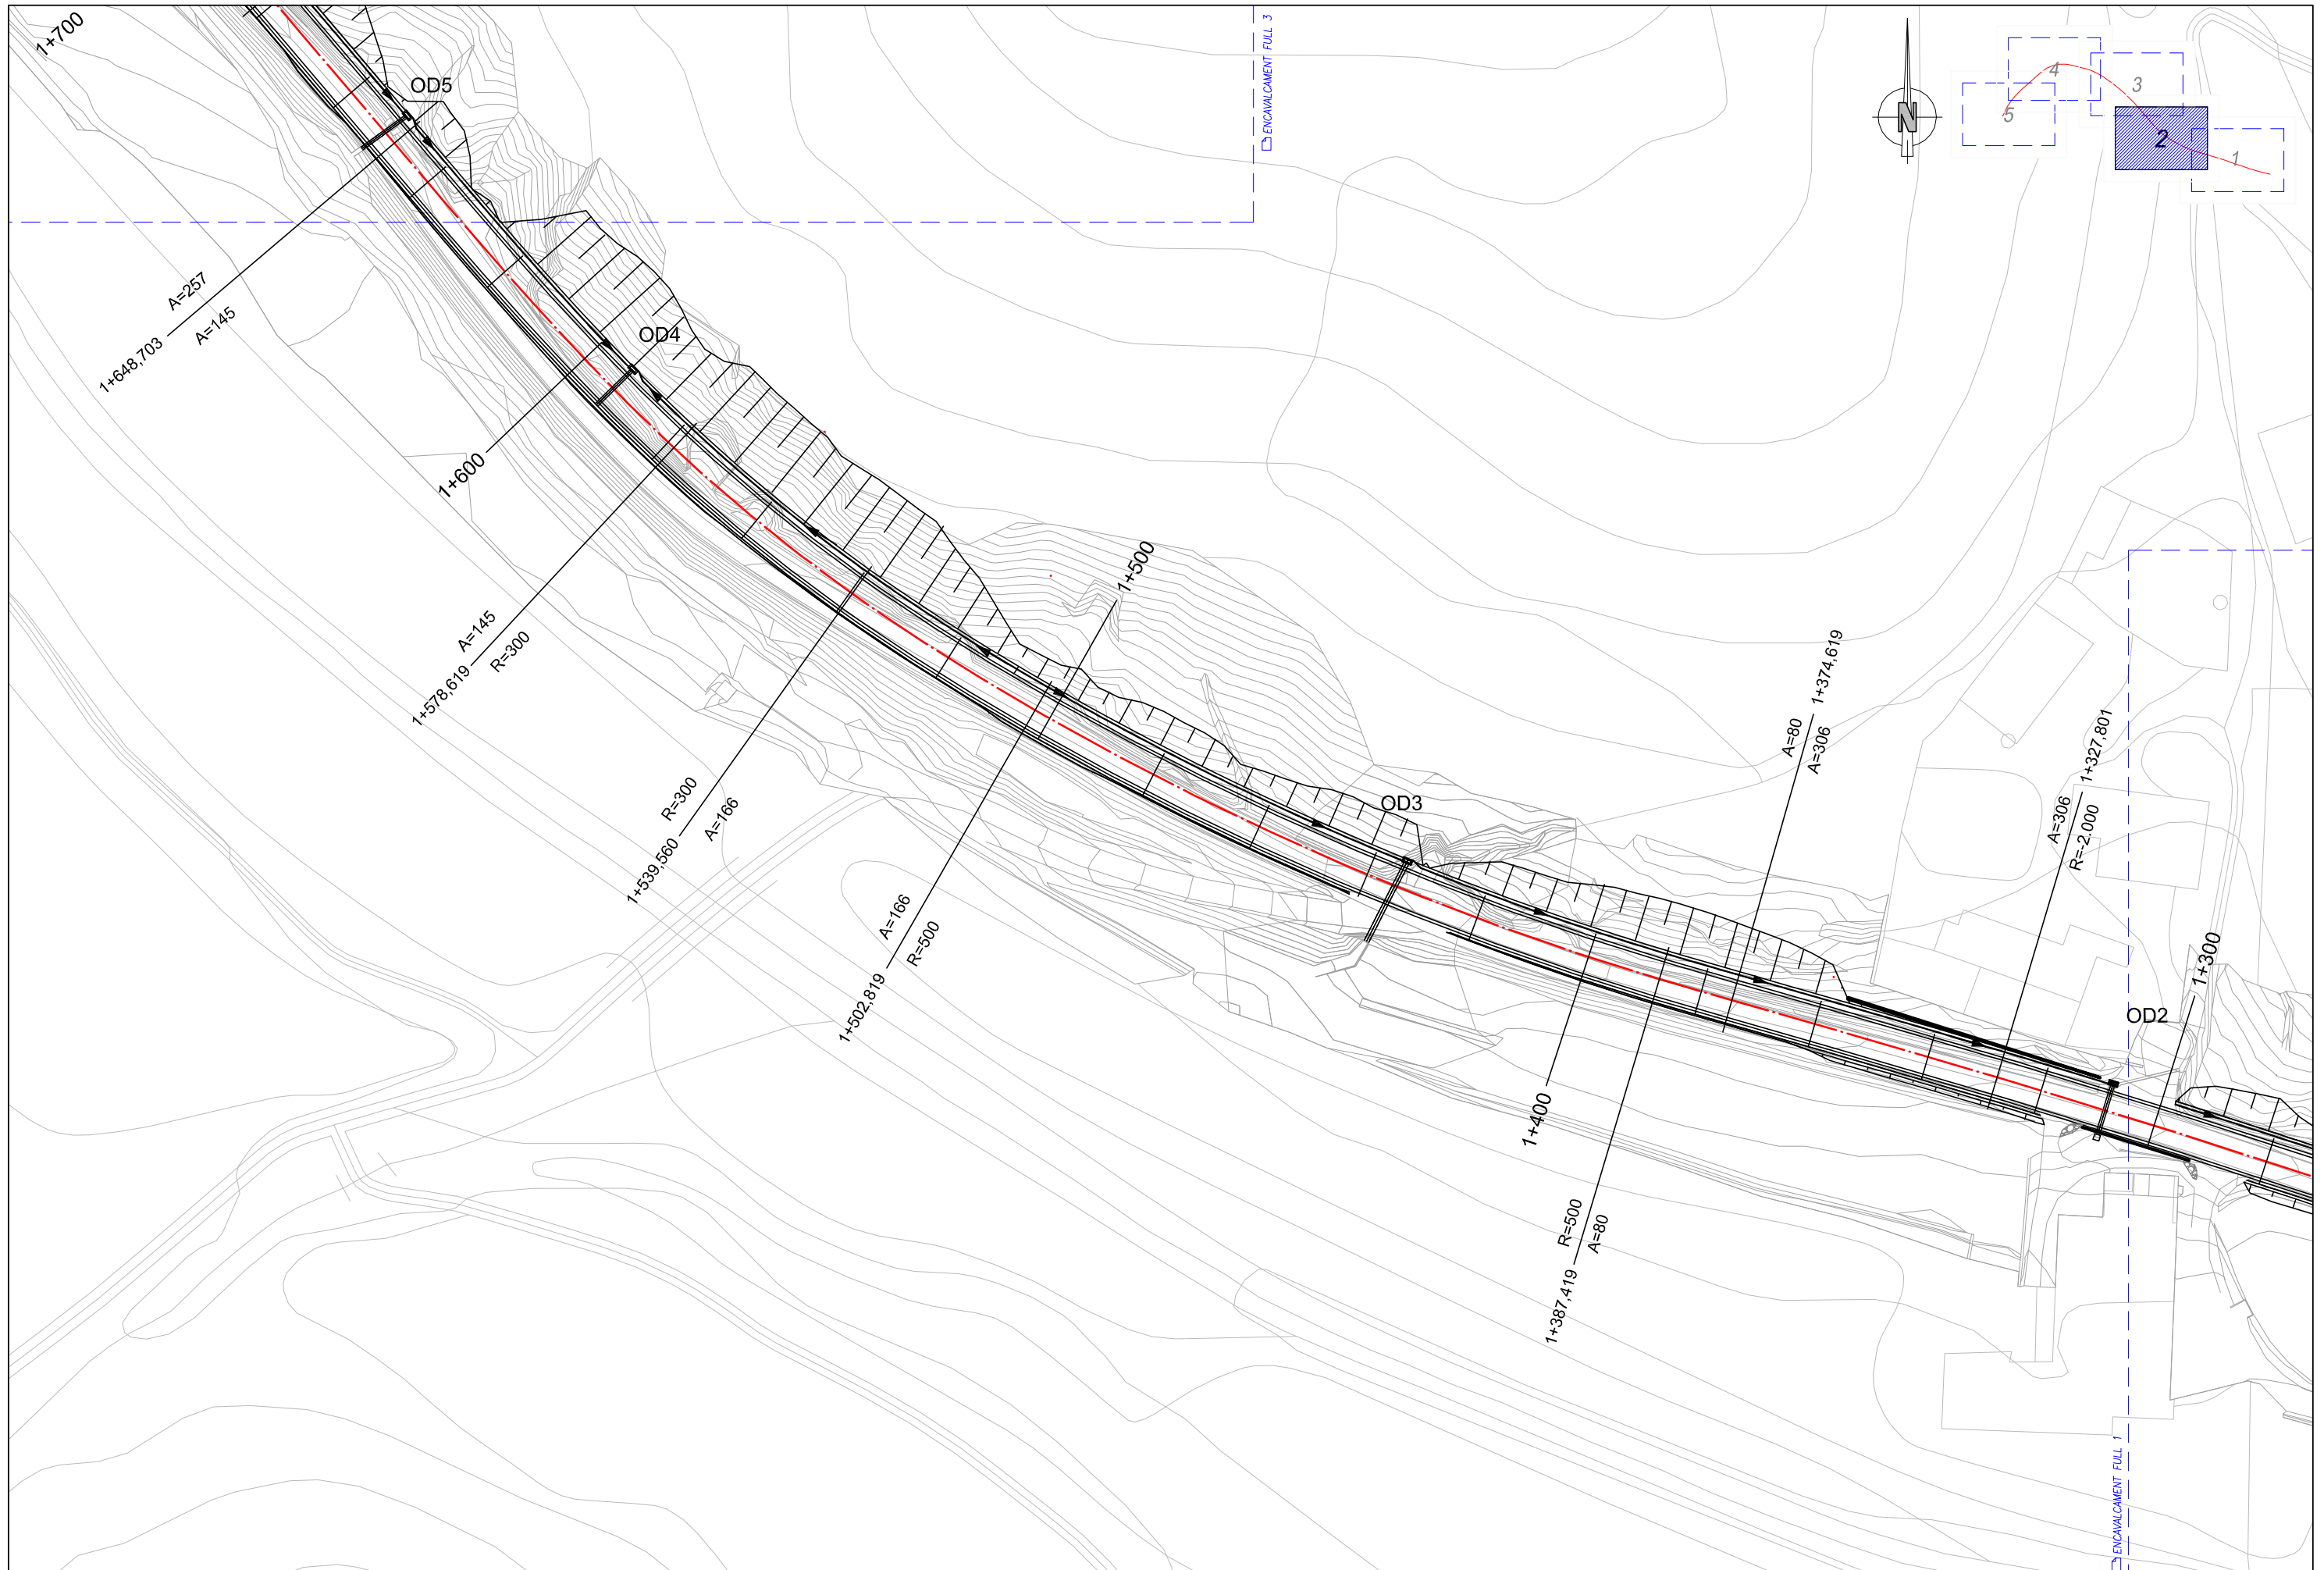 1+700
OD5
ENCAVALCAMENT FULL 3
N
4
3
5
2
1
A=257
1+648,703
A=145
OD4
1+600
A=145
1+578,619
R=300
1+500
R=300
1+539,560
A=166
A=166
1+502,819
R=500
OD3
1+374,619
A=80
A=306
1+327,801
A=306
R=-2.000
1+300
OD2
1+400
R=500
1+387,419
A=80
ENCAVALCAMENT FULL 1